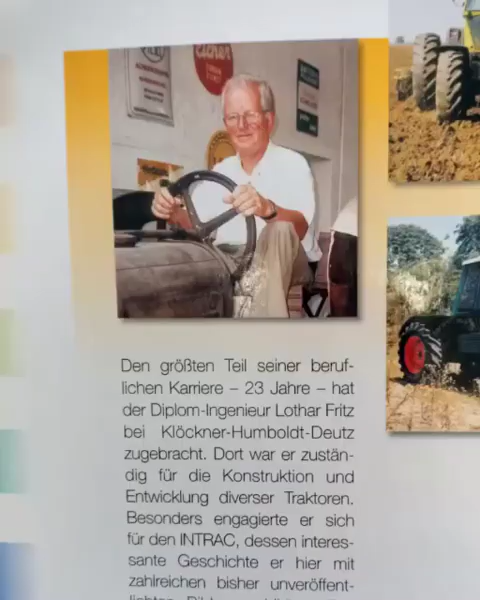 Eicher
Den größten Teil seiner beruf-
lichen Karriere – 23 Jahre – hat
der Diplom-Ingenieur Lothar Fritz
bei Klöckner-Humboldt-Deutz
zugebracht. Dort war er zustän-
dig für die Konstruktion und
Entwicklung diverser Traktoren.
Besonders engagierte er sich
für den INTRAC, dessen interes-
sante Geschichte er hier mit
zahlreichen bisher unveröffent-